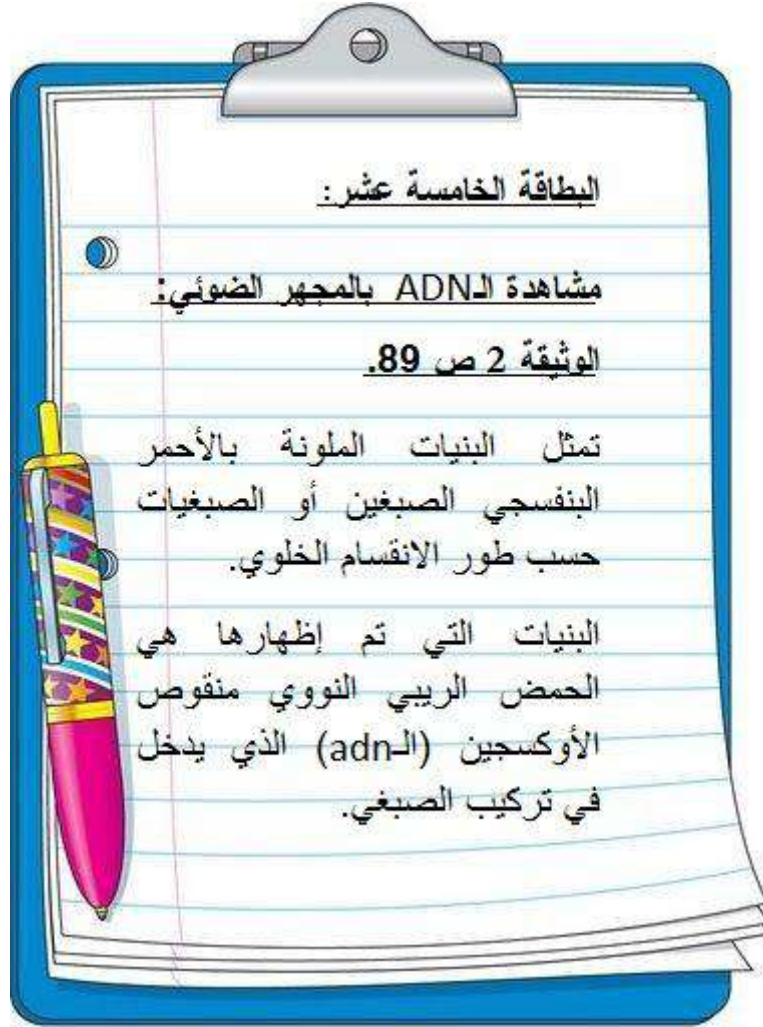 البطاقة الخامسة عشر:
مشاهدة الـADN بالمجهر الضوئي:
الوثيقة 2 ص 89.
تمثل البنيات الملونة بالأحمر
البنفسجي الصبغين أو الصبغيات
حسب طور الانقسام الخلوي.
البنيات التي تم إظهارها هي
الحمض الريبي النووي منقوص
الأوكسجين (الـadn) الذي يدخل
في تركيب الصبغي.